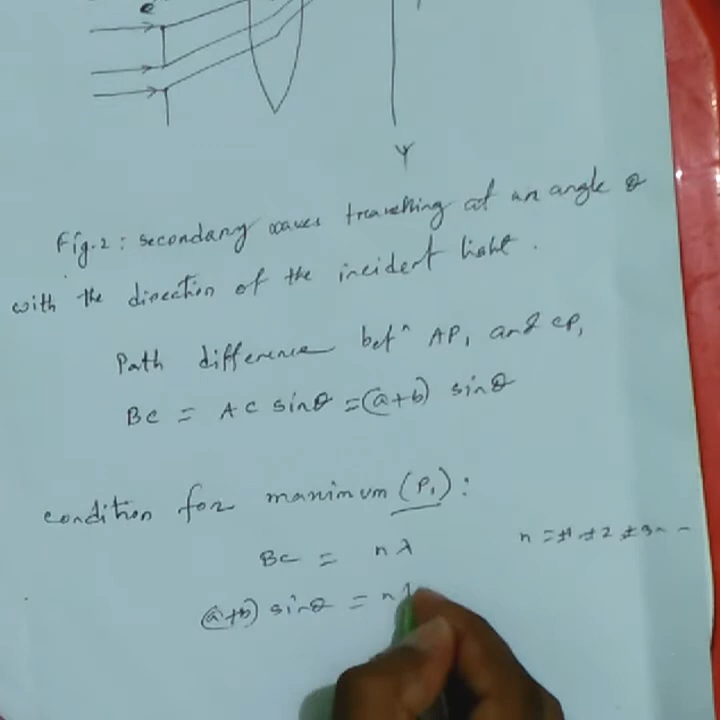 e
Y
Fig.2: secondary waves travelling at an angle θ
with the direction of the incident light.
Path difference betⁿ AP₁ and CP₁
BC = AC sinθ = (a+b) sinθ
condition for maximum (P₁):
BC = nλ
n = ±1 ±2 ±3 - -
(a+b) sinθ = n